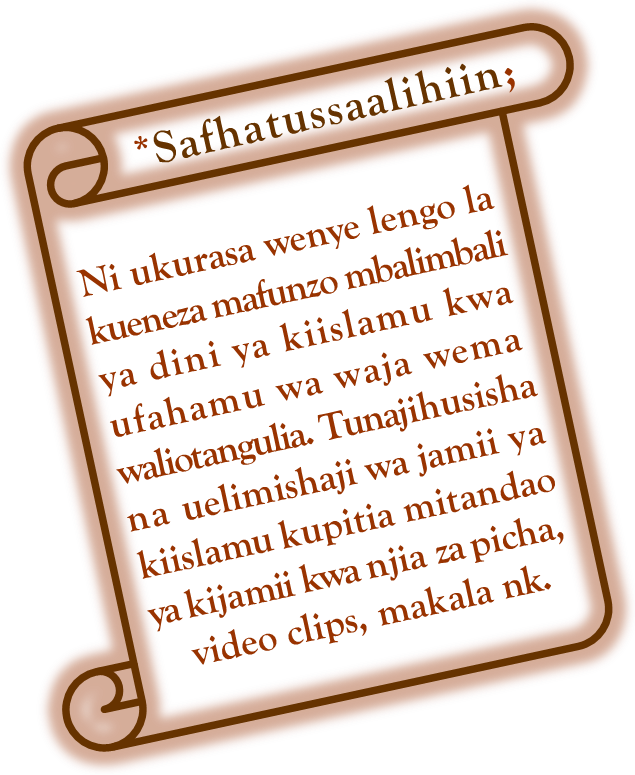 *Safhatussaalihiin;
Ni ukurasa wenye lengo la
kueneza mafunzo mbalimbali
ya dini ya kiislamu kwa
ufahamu wa waja wema
waliotangulia. Tunajihusisha
na uelimishaji wa jamii ya
kiislamu kupitia mitandao
ya kijamii kwa njia za picha,
video clips, makala nk.